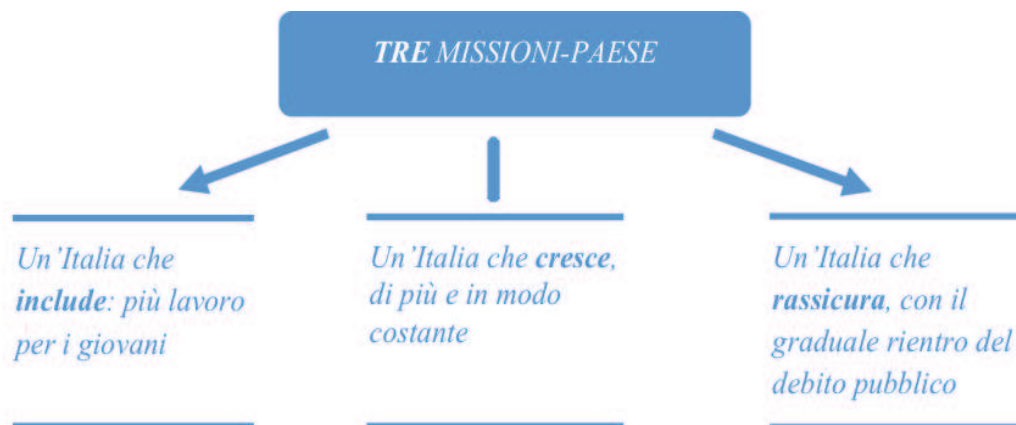 TRE MISSIONI-PAESE
Un'Italia che
include: più lavoro
per i giovani
Un'Italia che cresce,
di più e in modo
costante
Un'Italia che
rassicura, con il
graduale rientro del
debito pubblico